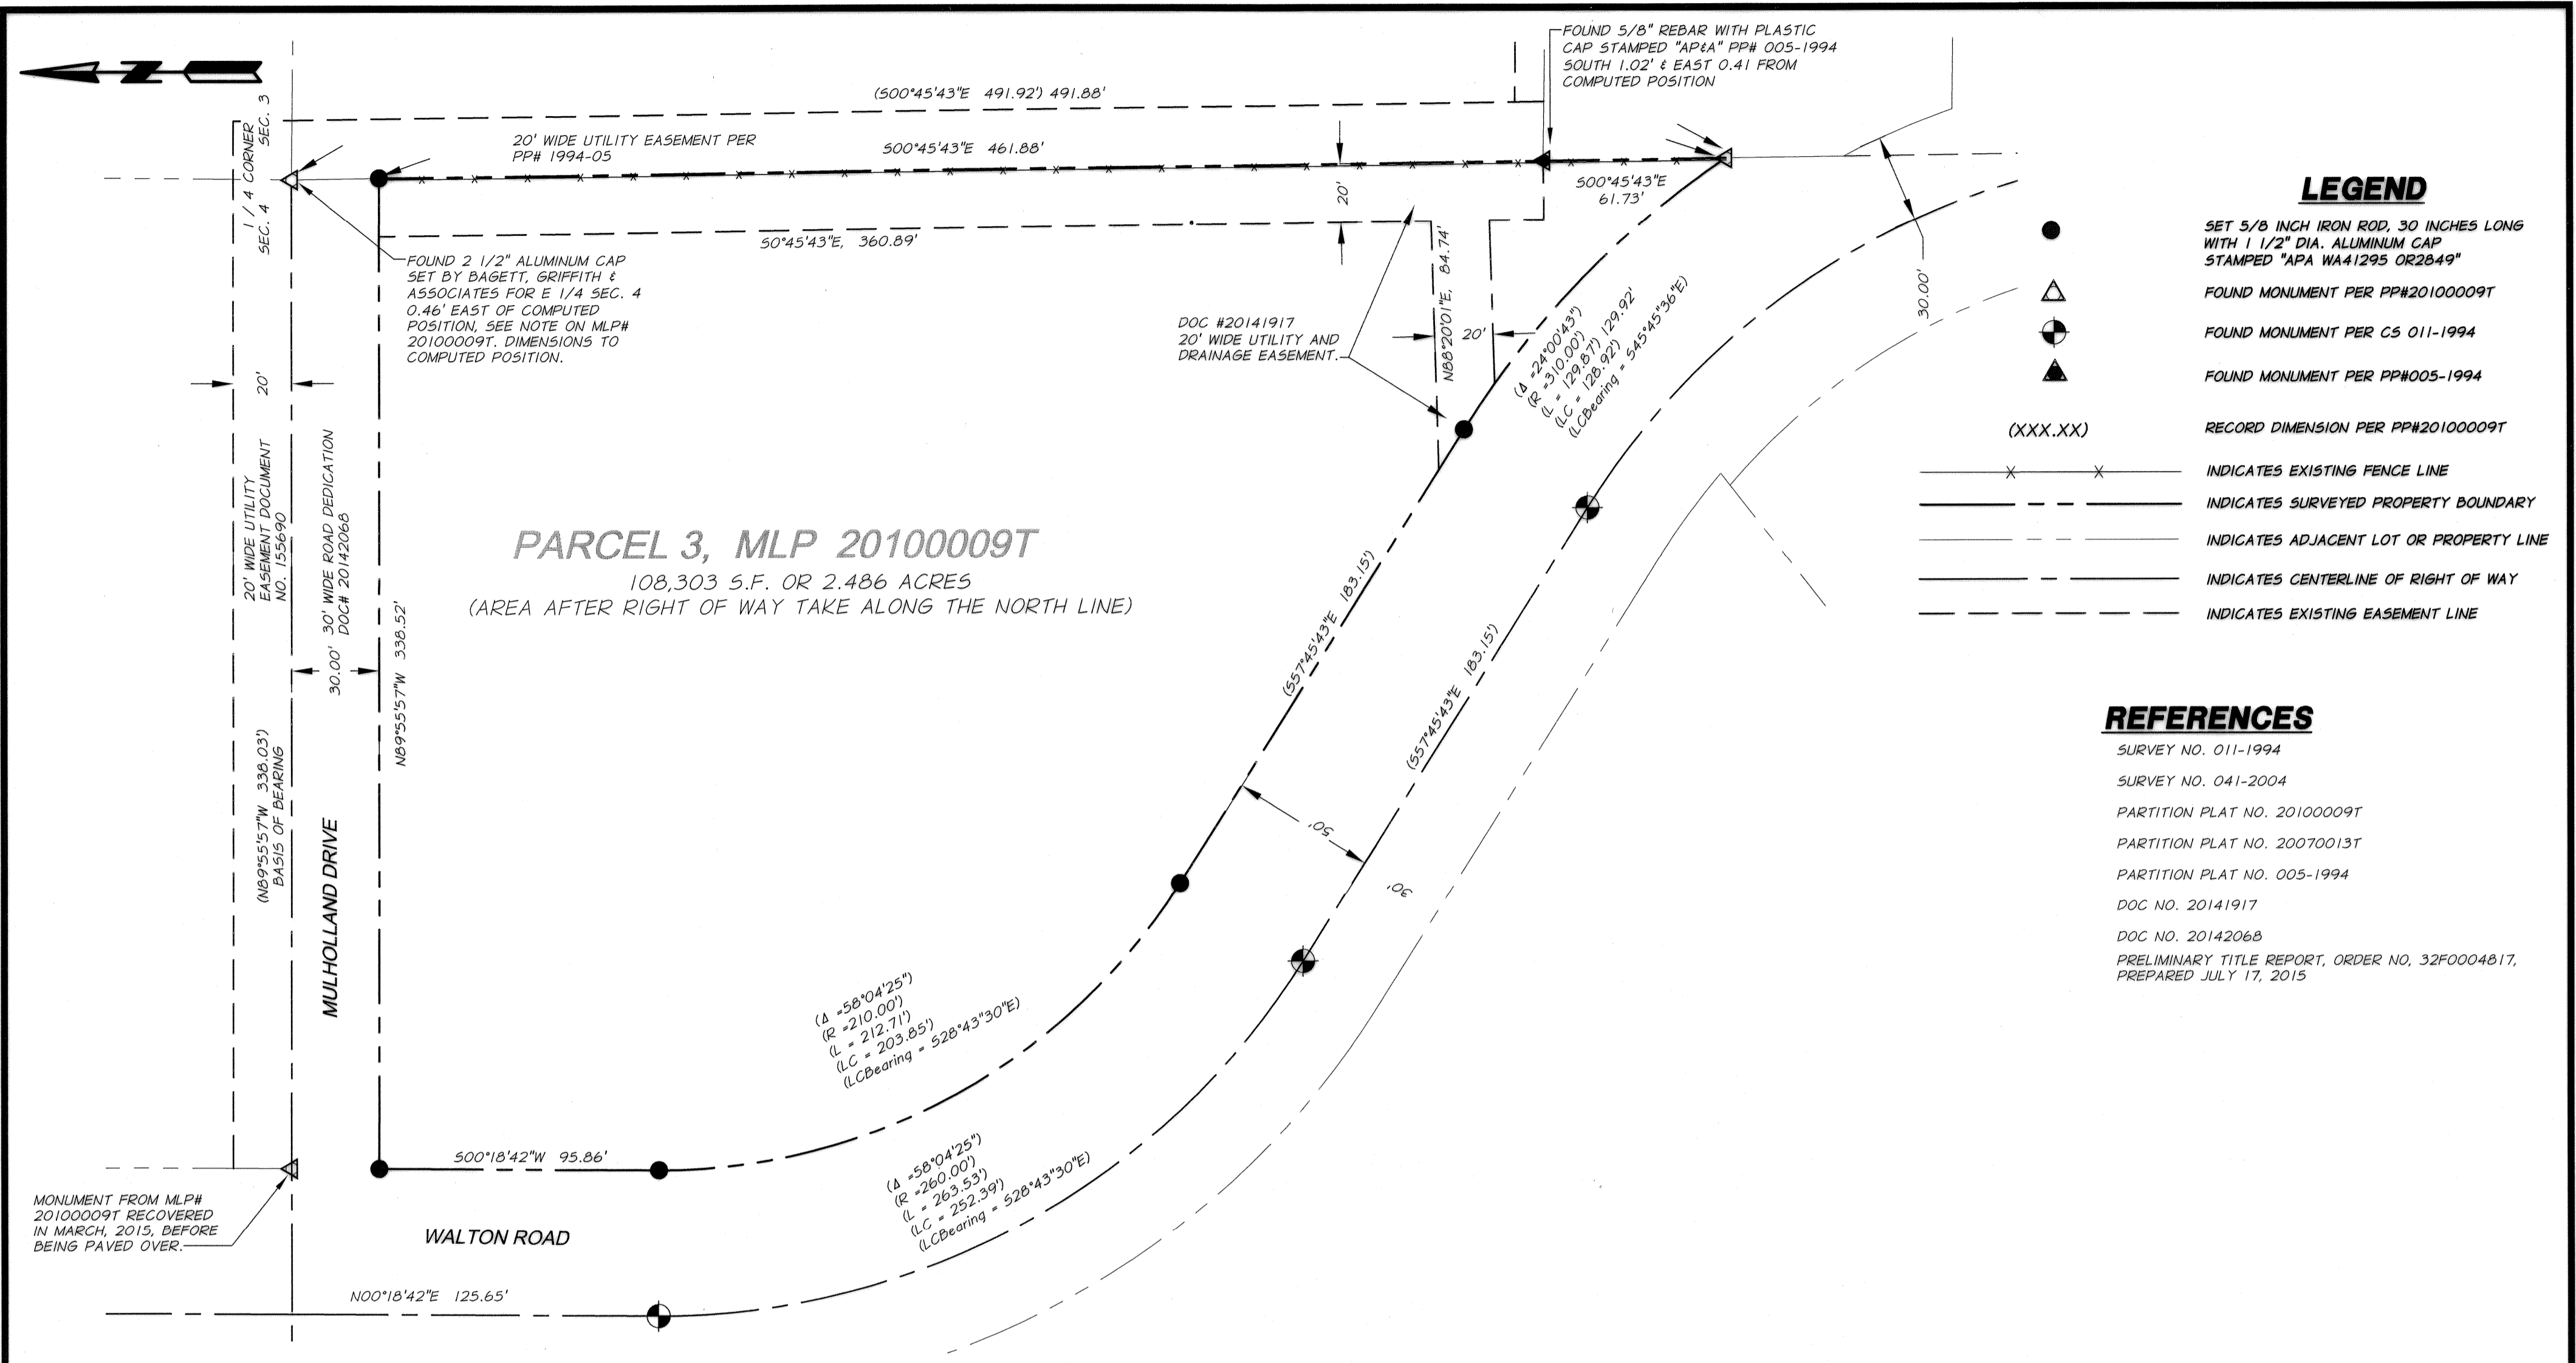 N
FOUND 5/8" REBAR WITH PLASTIC
CAP STAMPED "AP&A" PP# 005-1994
SOUTH 1.02' & EAST 0.41 FROM
COMPUTED POSITION
(S00°45'43"E 491.92') 491.88'
1 / 4 CORNER
SEC. 4 SEC. 3
20' WIDE UTILITY EASEMENT PER
PP# 1994-05
S00°45'43"E 461.88'
20'
S00°45'43"E
61.73'
S0°45'43"E, 360.89'
FOUND 2 1/2" ALUMINUM CAP
SET BY BAGETT, GRIFFITH &
ASSOCIATES FOR E 1/4 SEC. 4
0.46' EAST OF COMPUTED
POSITION, SEE NOTE ON MLP#
20100009T. DIMENSIONS TO
COMPUTED POSITION.
DOC #20141917
20' WIDE UTILITY AND
DRAINAGE EASEMENT.
N88°20'01"E, 84.74'
20'
(Δ =24°00'43")
(R =310.00')
(L = 129.87') 129.92'
(LC = 128.92')
(LCBearing = S45°45'36"E)
30.00'
20'
20' WIDE UTILITY
EASEMENT DOCUMENT
NO. 155690
30' WIDE ROAD DEDICATION
DOC# 20142068
30.00'
N89°55'57"W 338.52'
(N89°55'57"W 338.03')
BASIS OF BEARING
MULHOLLAND DRIVE
PARCEL 3, MLP 20100009T
108,303 S.F. OR 2.486 ACRES
(AREA AFTER RIGHT OF WAY TAKE ALONG THE NORTH LINE)
(S57°45'43"E 183.15')
(S57°45'43"E 183.15')
50'
30'
(Δ =58°04'25")
(R =210.00')
(L = 212.71')
(LC = 203.85')
(LCBearing = S28°43'30"E)
(Δ =58°04'25")
(R =260.00')
(L = 263.53')
(LC = 252.39')
(LCBearing = S28°43'30"E)
S00°18'42"W 95.86'
MONUMENT FROM MLP#
20100009T RECOVERED
IN MARCH, 2015, BEFORE
BEING PAVED OVER.
WALTON ROAD
N00°18'42"E 125.65'
LEGEND
SET 5/8 INCH IRON ROD, 30 INCHES LONG
WITH 1 1/2" DIA. ALUMINUM CAP
STAMPED "APA WA41295 OR2849"
FOUND MONUMENT PER PP#20100009T
FOUND MONUMENT PER CS 011-1994
FOUND MONUMENT PER PP#005-1994
(XXX.XX) RECORD DIMENSION PER PP#20100009T
INDICATES EXISTING FENCE LINE
INDICATES SURVEYED PROPERTY BOUNDARY
INDICATES ADJACENT LOT OR PROPERTY LINE
INDICATES CENTERLINE OF RIGHT OF WAY
INDICATES EXISTING EASEMENT LINE
REFERENCES
SURVEY NO. 011-1994
SURVEY NO. 041-2004
PARTITION PLAT NO. 20100009T
PARTITION PLAT NO. 20070013T
PARTITION PLAT NO. 005-1994
DOC NO. 20141917
DOC NO. 20142068
PRELIMINARY TITLE REPORT, ORDER NO, 32F0004817,
PREPARED JULY 17, 2015